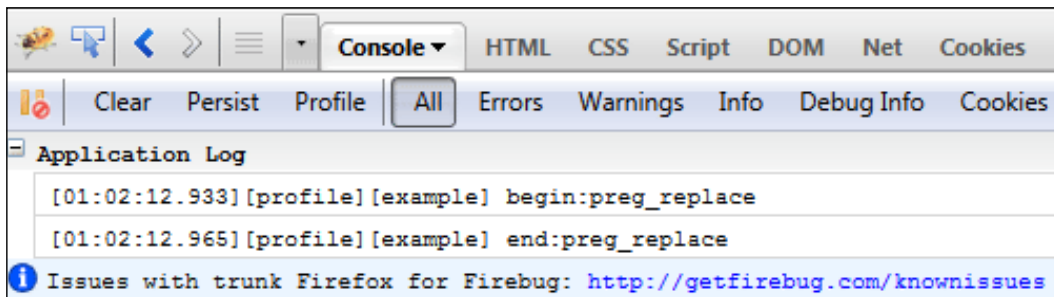 Console HTML CSS Script DOM Net Cookies
Clear Persist Profile All Errors Warnings Info Debug Info Cookies
Application Log
[01:02:12.933][profile][example] begin:preg_replace
[01:02:12.965][profile][example] end:preg_replace
Issues with trunk Firefox for Firebug: http://getfirebug.com/knownissues